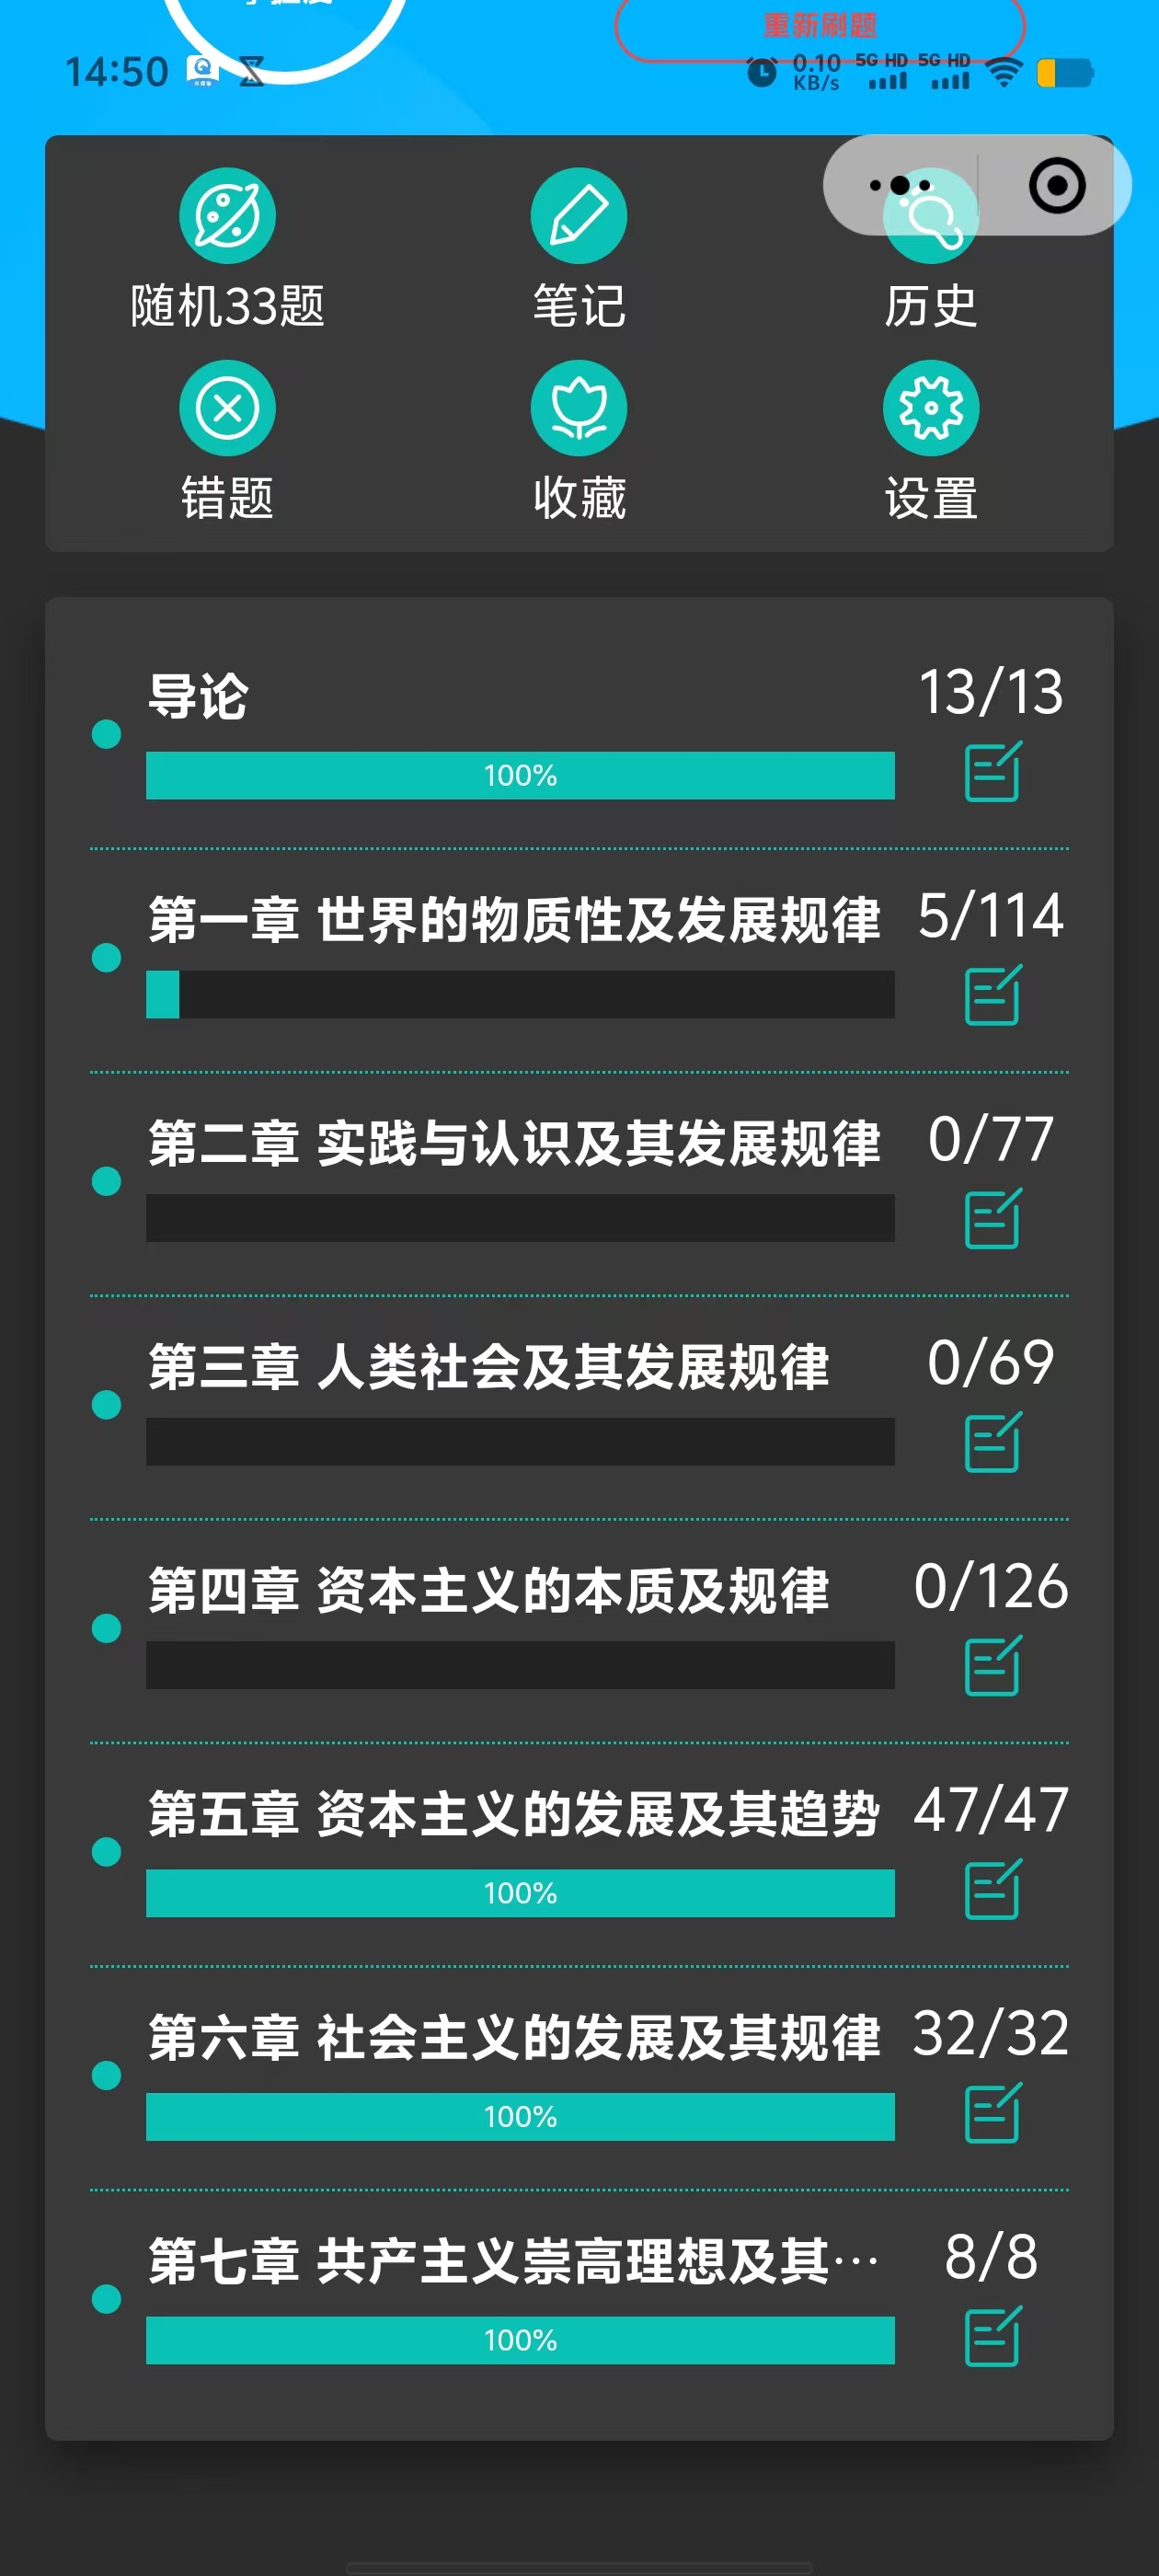 重新刷题
14:50
0.10 KB/s 5G HD 5G HD
随机33题 笔记 历史
错题 收藏 设置
导论 13/13
100%
第一章 世界的物质性及发展规律 5/114
第二章 实践与认识及其发展规律 0/77
第三章 人类社会及其发展规律 0/69
第四章 资本主义的本质及规律 0/126
第五章 资本主义的发展及其趋势 47/47
100%
第六章 社会主义的发展及其规律 32/32
100%
第七章 共产主义崇高理想及其… 8/8
100%